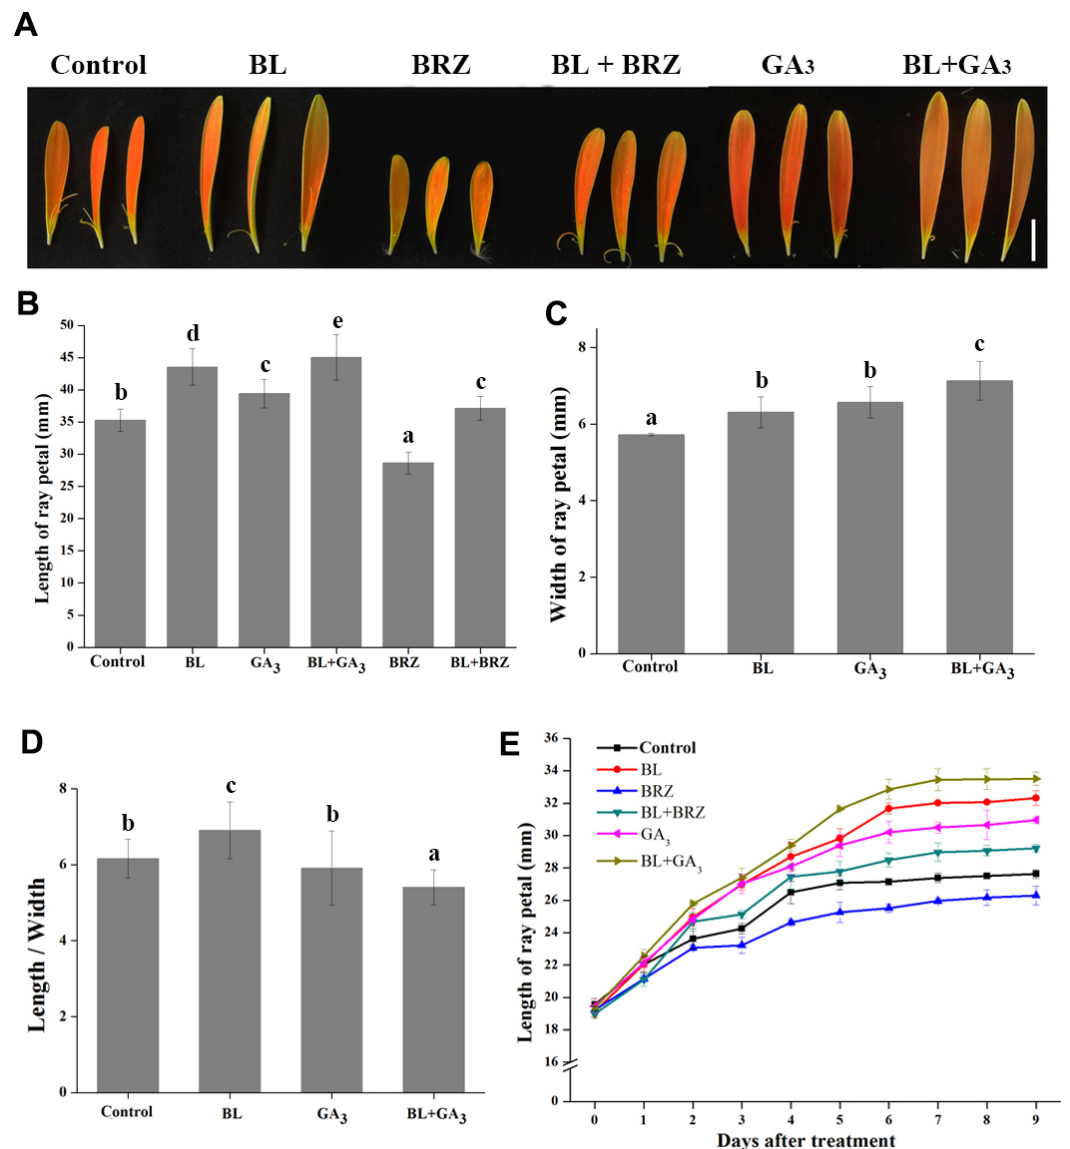 A
Control BL BRZ BL + BRZ GA3 BL+GA3
B
Length of ray petal (mm)
50
45
40
35
30
25
20
15
10
5
0
b d c e a c
Control BL GA3 BL+GA3 BRZ BL+BRZ
C
Width of ray petal (mm)
8
6
4
2
0
a b b c
Control BL GA3 BL+GA3
D
Length / Width
8
6
4
2
0
b c b a
Control BL GA3 BL+GA3
E
Length of ray petal (mm)
36
34
32
30
28
26
24
22
20
18
16
0
Control
BL
BRZ
BL+BRZ
GA3
BL+GA3
0 1 2 3 4 5 6 7 8 9
Days after treatment